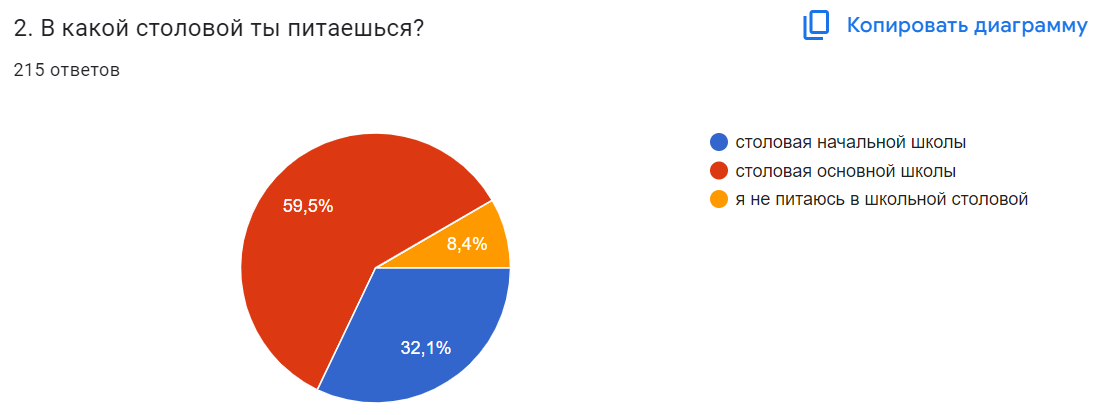 2. В какой столовой ты питаешься?
Копировать диаграмму
215 ответов
столовая начальной школы
столовая основной школы
я не питаюсь в школьной столовой
59,5%
8,4%
32,1%